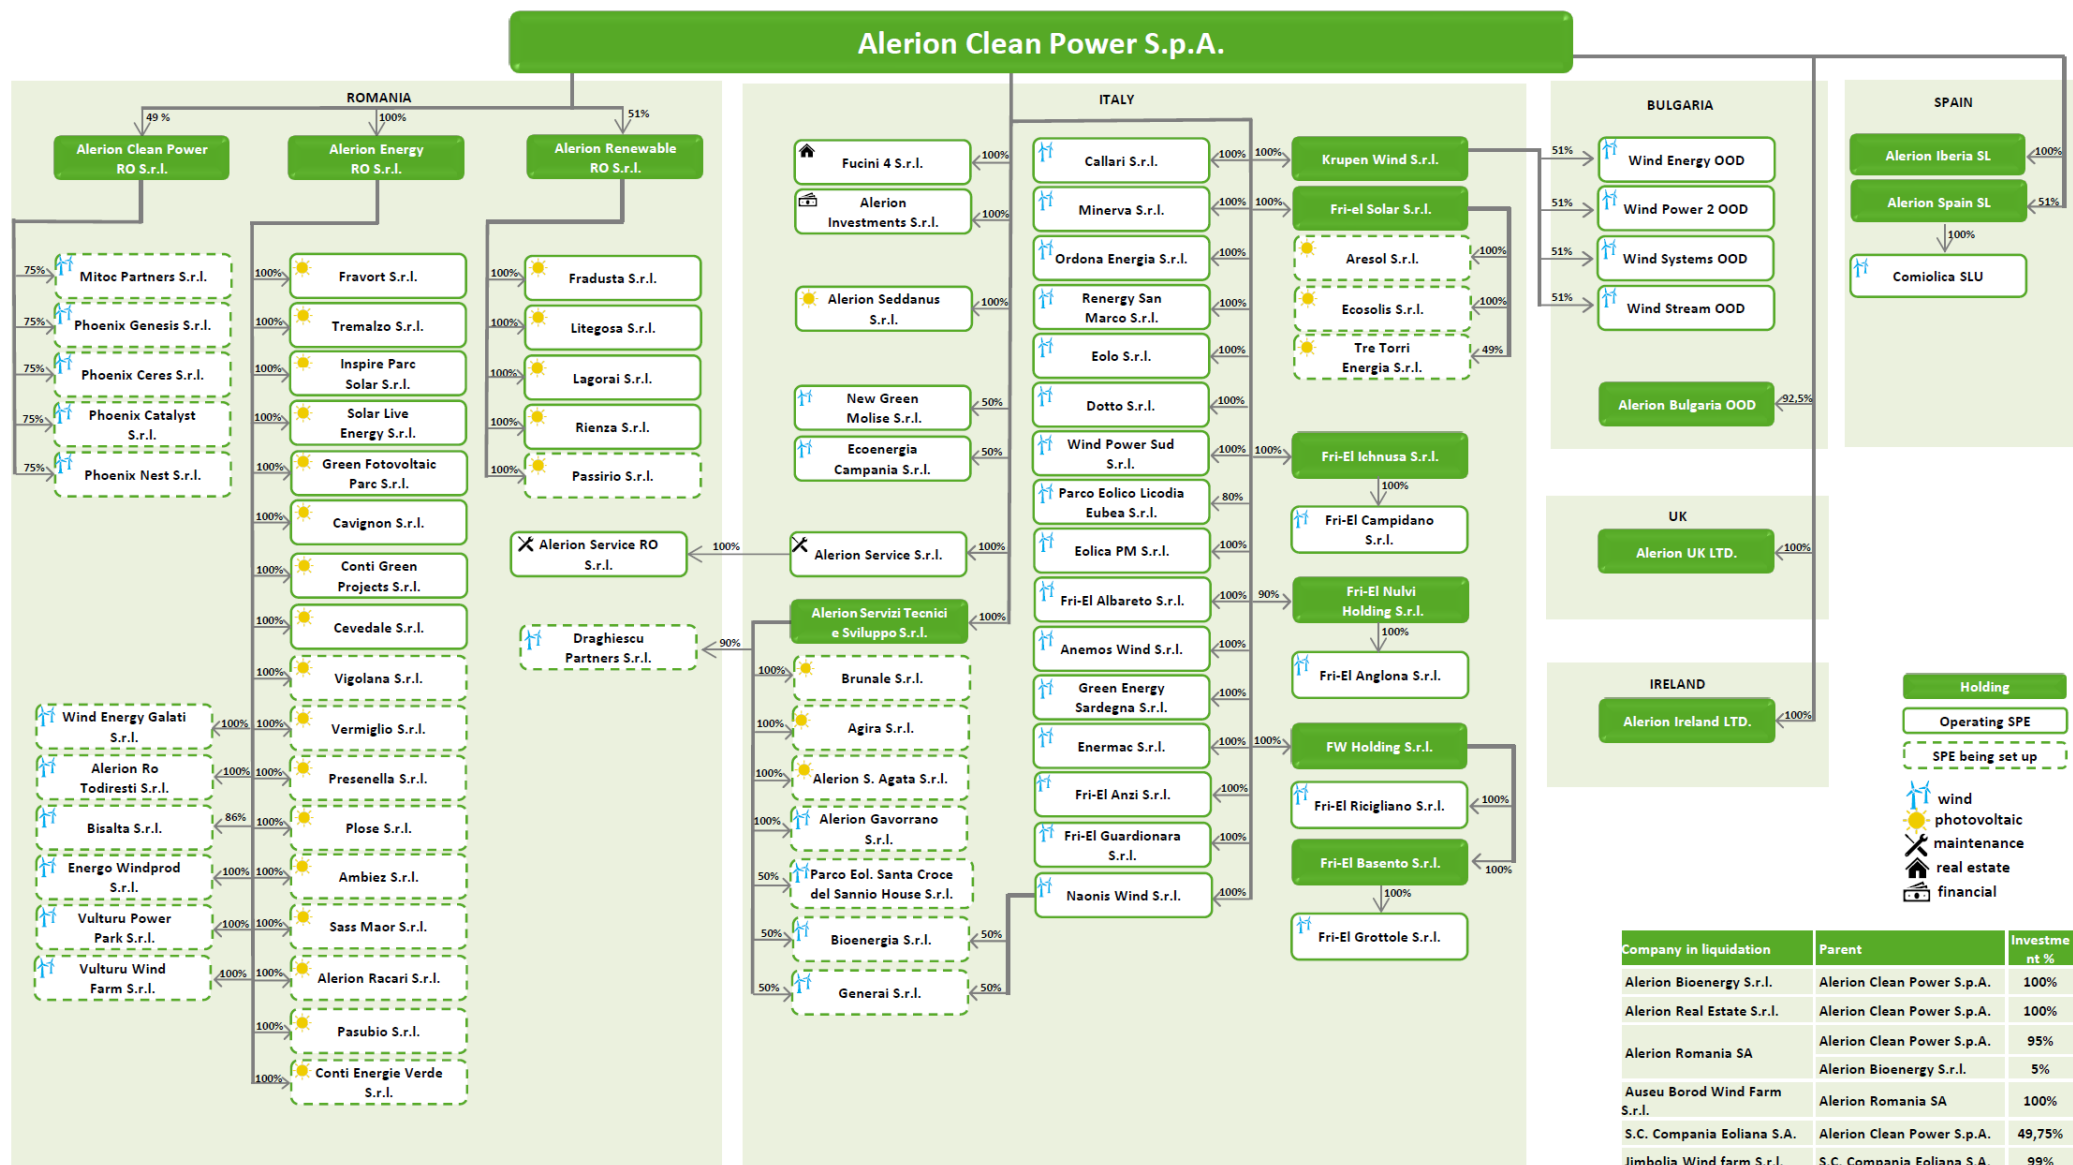 Alerion Clean Power S.p.A.
ROMANIA
49 %
100%
51%
Alerion Clean Power
RO S.r.l.
Alerion Energy
RO S.r.l.
Alerion Renewable
RO S.r.l.
75%
Mitoc Partners S.r.l.
75%
Phoenix Genesis S.r.l.
75%
Phoenix Ceres S.r.l.
75%
Phoenix Catalyst
S.r.l.
75%
Phoenix Nest S.r.l.
100%
Fravort S.r.l.
100%
Tremalzo S.r.l.
100%
Inspire Parc
Solar S.r.l.
100%
Solar Live
Energy S.r.l.
100%
Green Fotovoltaic
Parc S.r.l.
100%
Cavignon S.r.l.
100%
Conti Green
Projects S.r.l.
100%
Cevedale S.r.l.
100%
Vigolana S.r.l.
100%
Vermiglio S.r.l.
100%
Presenella S.r.l.
100%
Plose S.r.l.
100%
Ambiez S.r.l.
100%
Sass Maor S.r.l.
100%
Alerion Racari S.r.l.
100%
Pasubio S.r.l.
100%
Conti Energie Verde
S.r.l.
Wind Energy Galati
S.r.l.
100%
Alerion Ro
Todiresti S.r.l.
100%
Bisalta S.r.l.
86%
Energo Windprod
S.r.l.
100%
Vulturu Power
Park S.r.l.
100%
Vulturu Wind
Farm S.r.l.
100%
100%
Fradusta S.r.l.
100%
Litegosa S.r.l.
100%
Lagorai S.r.l.
100%
Rienza S.r.l.
100%
Passirio S.r.l.
Alerion Service RO
S.r.l.
100%
Draghiescu
Partners S.r.l.
90%
ITALY
Fucini 4 S.r.l.
100%
Alerion
Investments S.r.l.
100%
Alerion Seddanus
S.r.l.
100%
New Green
Molise S.r.l.
50%
Ecoenergia
Campania S.r.l.
50%
Alerion Service S.r.l.
100%
Alerion Servizi Tecnici
e Sviluppo S.r.l.
100%
100%
Brunale S.r.l.
100%
Agira S.r.l.
100%
Alerion S. Agata S.r.l.
100%
Alerion Gavorrano
S.r.l.
50%
Parco Eol. Santa Croce
del Sannio House S.r.l.
50%
Bioenergia S.r.l.
50%
50%
Generai S.r.l.
50%
Callari S.r.l.
100%
Minerva S.r.l.
100%
Ordona Energia S.r.l.
100%
Renergy San
Marco S.r.l.
100%
Eolo S.r.l.
100%
Dotto S.r.l.
100%
Wind Power Sud
S.r.l.
100%
Parco Eolico Licodia
Eubea S.r.l.
80%
Eolica PM S.r.l.
100%
Fri-El Albareto S.r.l.
100%
Anemos Wind S.r.l.
100%
Green Energy
Sardegna S.r.l.
100%
Enermac S.r.l.
100%
Fri-El Anzi S.r.l.
100%
Fri-El Guardionara
S.r.l.
100%
Naonis Wind S.r.l.
100%
100%
Krupen Wind S.r.l.
100%
Fri-el Solar S.r.l.
Aresol S.r.l.
100%
Ecosolis S.r.l.
100%
Tre Torri
Energia S.r.l.
49%
100%
Fri-El Ichnusa S.r.l.
100%
Fri-El Campidano
S.r.l.
90%
Fri-El Nulvi
Holding S.r.l.
100%
Fri-El Anglona S.r.l.
100%
FW Holding S.r.l.
Fri-El Ricigliano S.r.l.
100%
Fri-El Basento S.r.l.
100%
100%
Fri-El Grottole S.r.l.
BULGARIA
51%
Wind Energy OOD
51%
Wind Power 2 OOD
51%
Wind Systems OOD
51%
Wind Stream OOD
Alerion Bulgaria OOD
92,5%
UK
Alerion UK LTD.
100%
IRELAND
Alerion Ireland LTD.
100%
SPAIN
Alerion Iberia SL
100%
Alerion Spain SL
51%
100%
Comiolica SLU
Holding
Operating SPE
SPE being set up
wind
photovoltaic
maintenance
real estate
financial
Company in liquidation
Parent
Investme
nt %
Alerion Bioenergy S.r.l.
Alerion Clean Power S.p.A.
100%
Alerion Real Estate S.r.l.
Alerion Clean Power S.p.A.
100%
Alerion Romania SA
Alerion Clean Power S.p.A.
95%
Alerion Bioenergy S.r.l.
5%
Auseu Borod Wind Farm
S.r.l.
Alerion Romania SA
100%
S.C. Compania Eoliana S.A.
Alerion Clean Power S.p.A.
49,75%
Jimbolia Wind farm S.r.l.
S.C. Compania Eoliana S.A.
99%